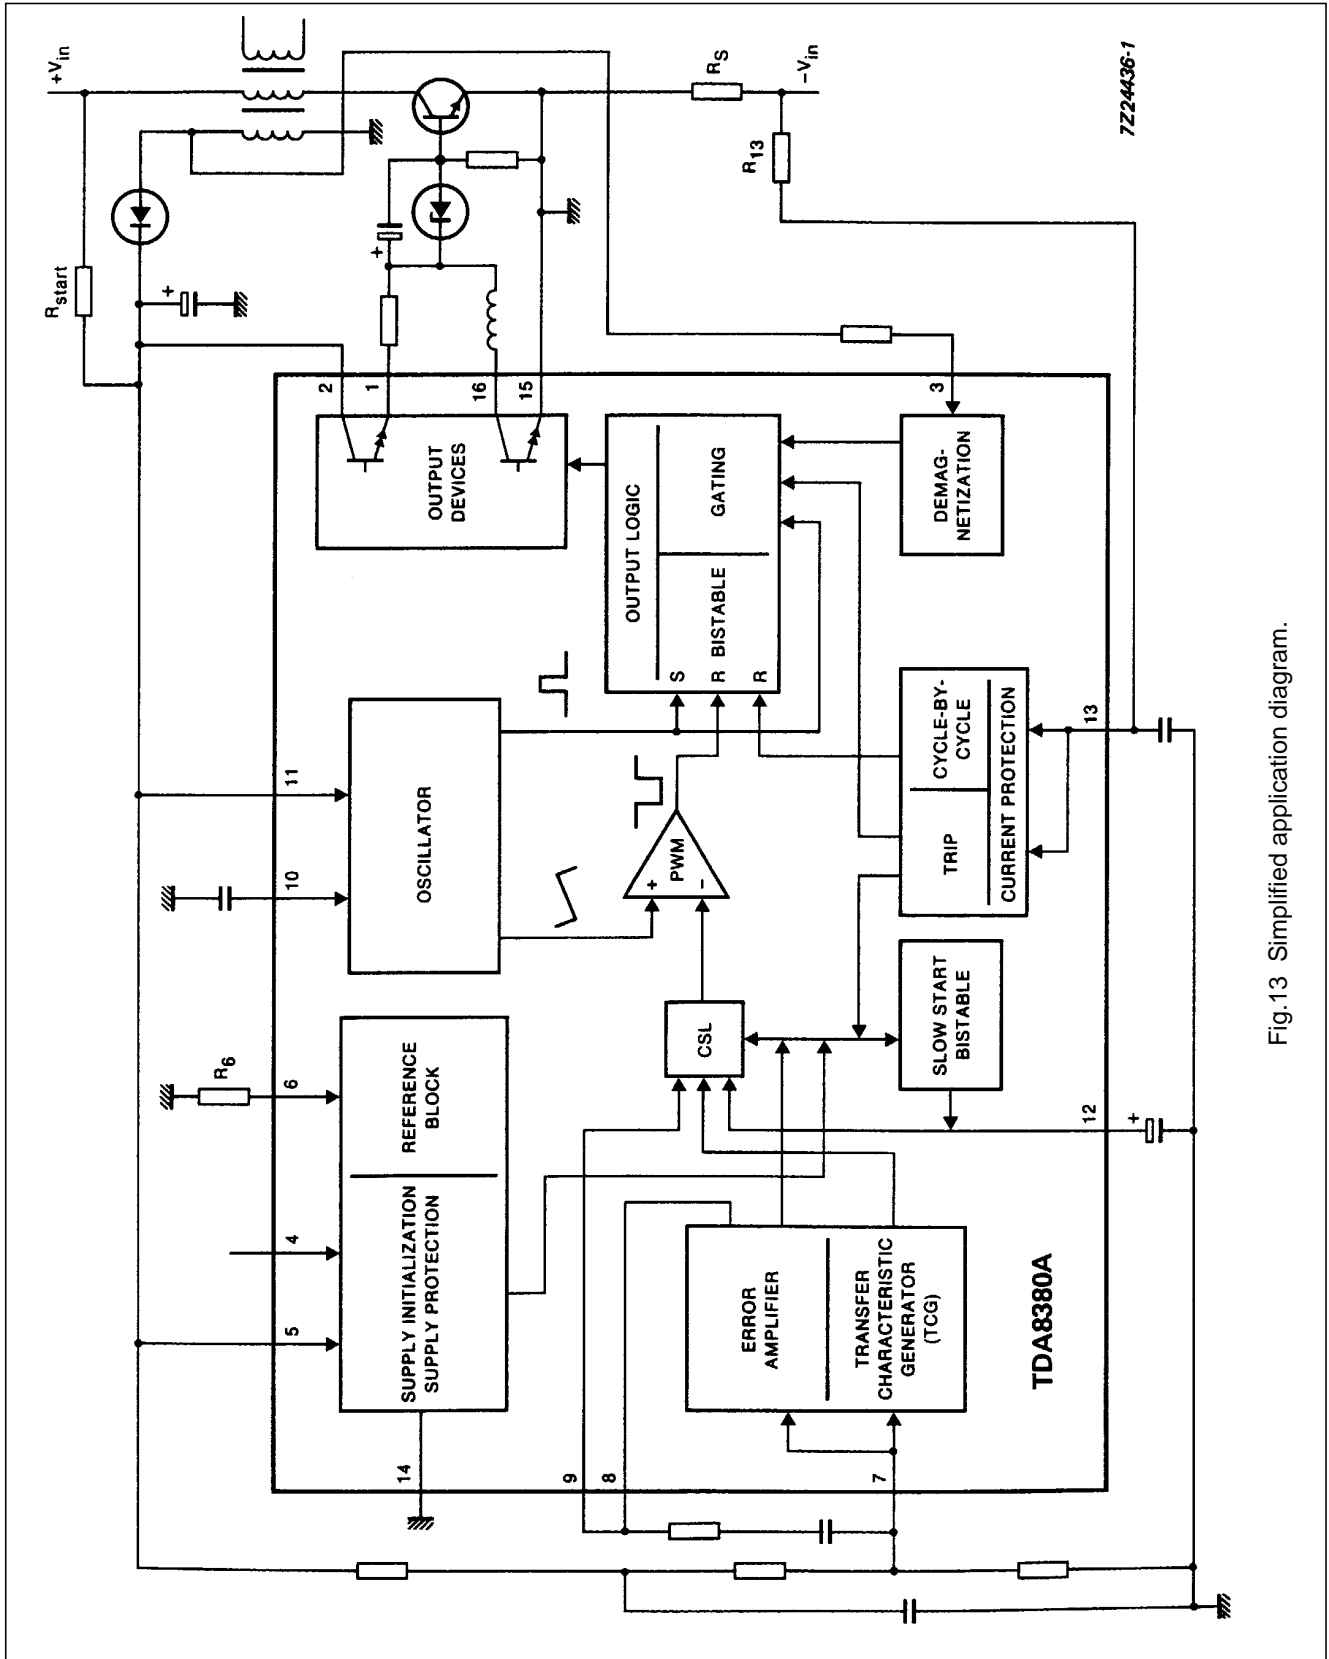 +Vin
Rstart
+
+
RS
−Vin
R13
7Z24436-1
2
1
16
15
3
OUTPUT
DEVICES
OUTPUT LOGIC
GATING
BISTABLE
S
R
R
DEMAG-
NETIZATION
11
10
OSCILLATOR
PWM
+
−
CYCLE-BY-
CYCLE
TRIP
CURRENT PROTECTION
13
R6
6
4
5
14
REFERENCE
BLOCK
SUPPLY INITIALIZATION
SUPPLY PROTECTION
CSL
SLOW START
BISTABLE
12
+
ERROR
AMPLIFIER
TRANSFER
CHARACTERISTIC
GENERATOR
(TCG)
9
8
7
TDA8380A
Fig.13 Simplified application diagram.